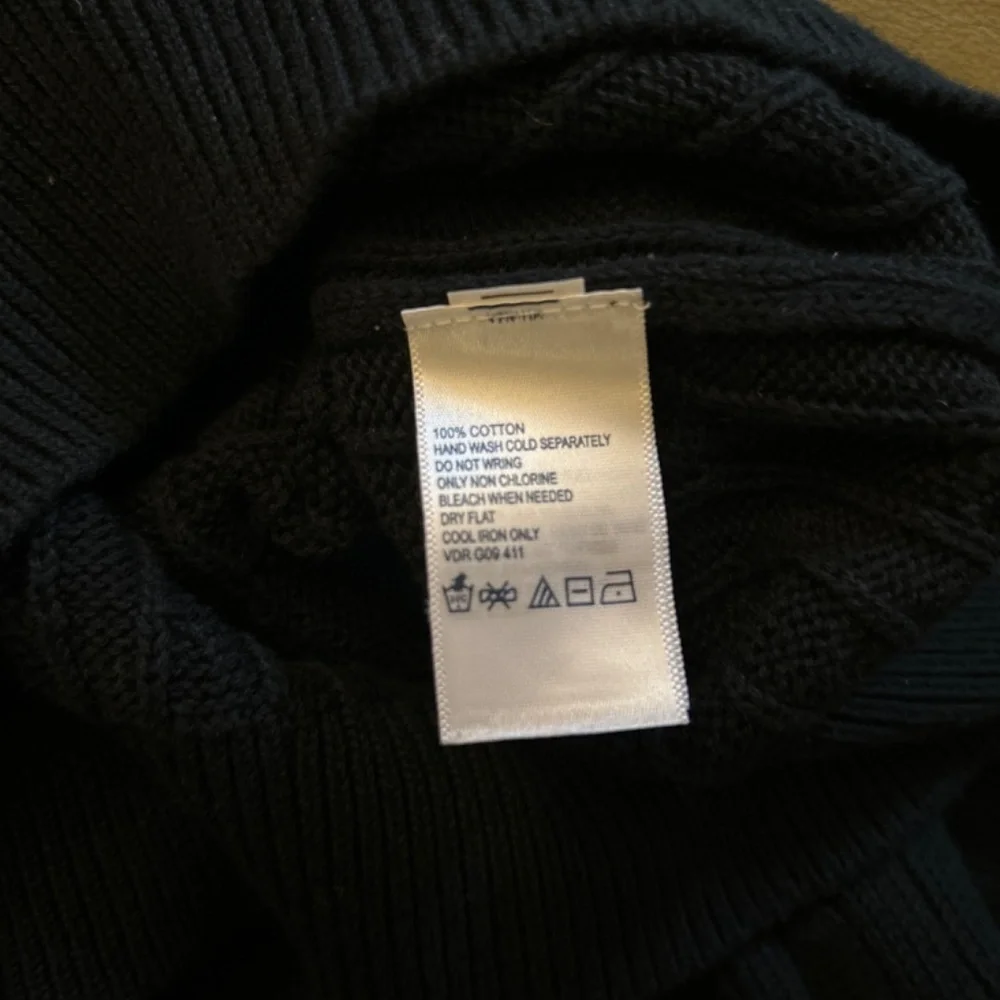 100% COTTON
HAND WASH COLD SEPARATELY
DO NOT WRING
ONLY NON CHLORINE
BLEACH WHEN NEEDED
DRY FLAT
COOL IRON ONLY
VDR G09 411